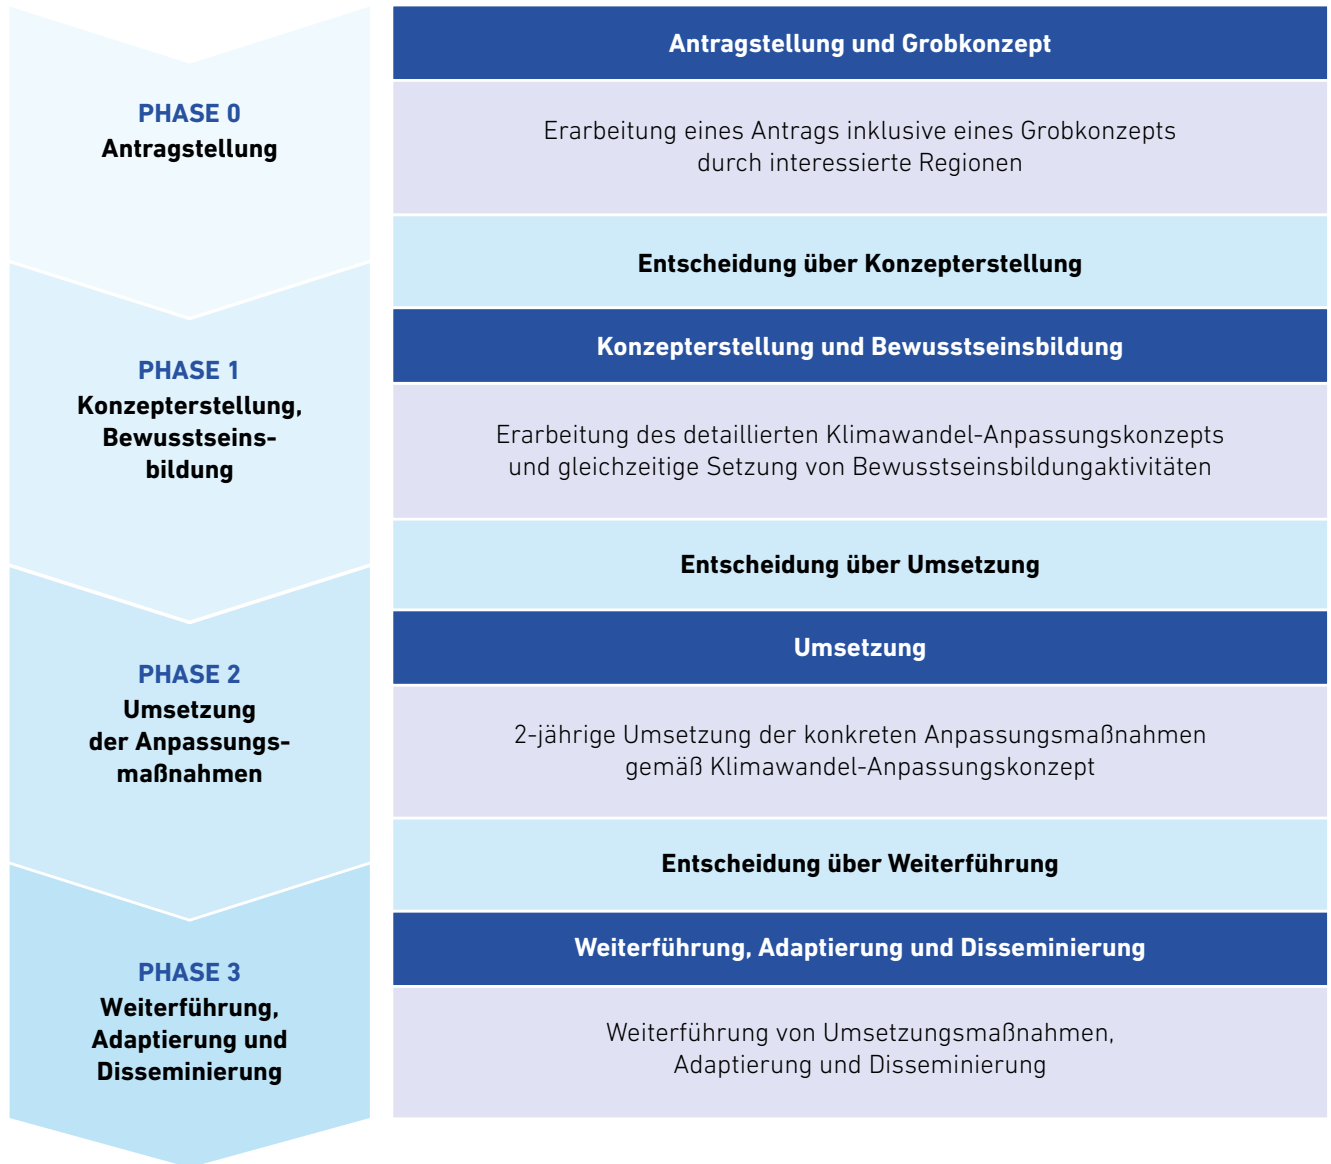 PHASE 0
Antragstellung
Antragstellung und Grobkonzept
Erarbeitung eines Antrags inklusive eines Grobkonzepts
durch interessierte Regionen
Entscheidung über Konzepterstellung
PHASE 1
Konzepterstellung,
Bewusstseins-
bildung
Konzepterstellung und Bewusstseinsbildung
Erarbeitung des detaillierten Klimawandel-Anpassungskonzepts
und gleichzeitige Setzung von Bewusstseinsbildungaktivitäten
Entscheidung über Umsetzung
PHASE 2
Umsetzung
der Anpassungs-
maßnahmen
Umsetzung
2-jährige Umsetzung der konkreten Anpassungsmaßnahmen
gemäß Klimawandel-Anpassungskonzept
Entscheidung über Weiterführung
PHASE 3
Weiterführung,
Adaptierung und
Disseminierung
Weiterführung, Adaptierung und Disseminierung
Weiterführung von Umsetzungsmaßnahmen,
Adaptierung und Disseminierung